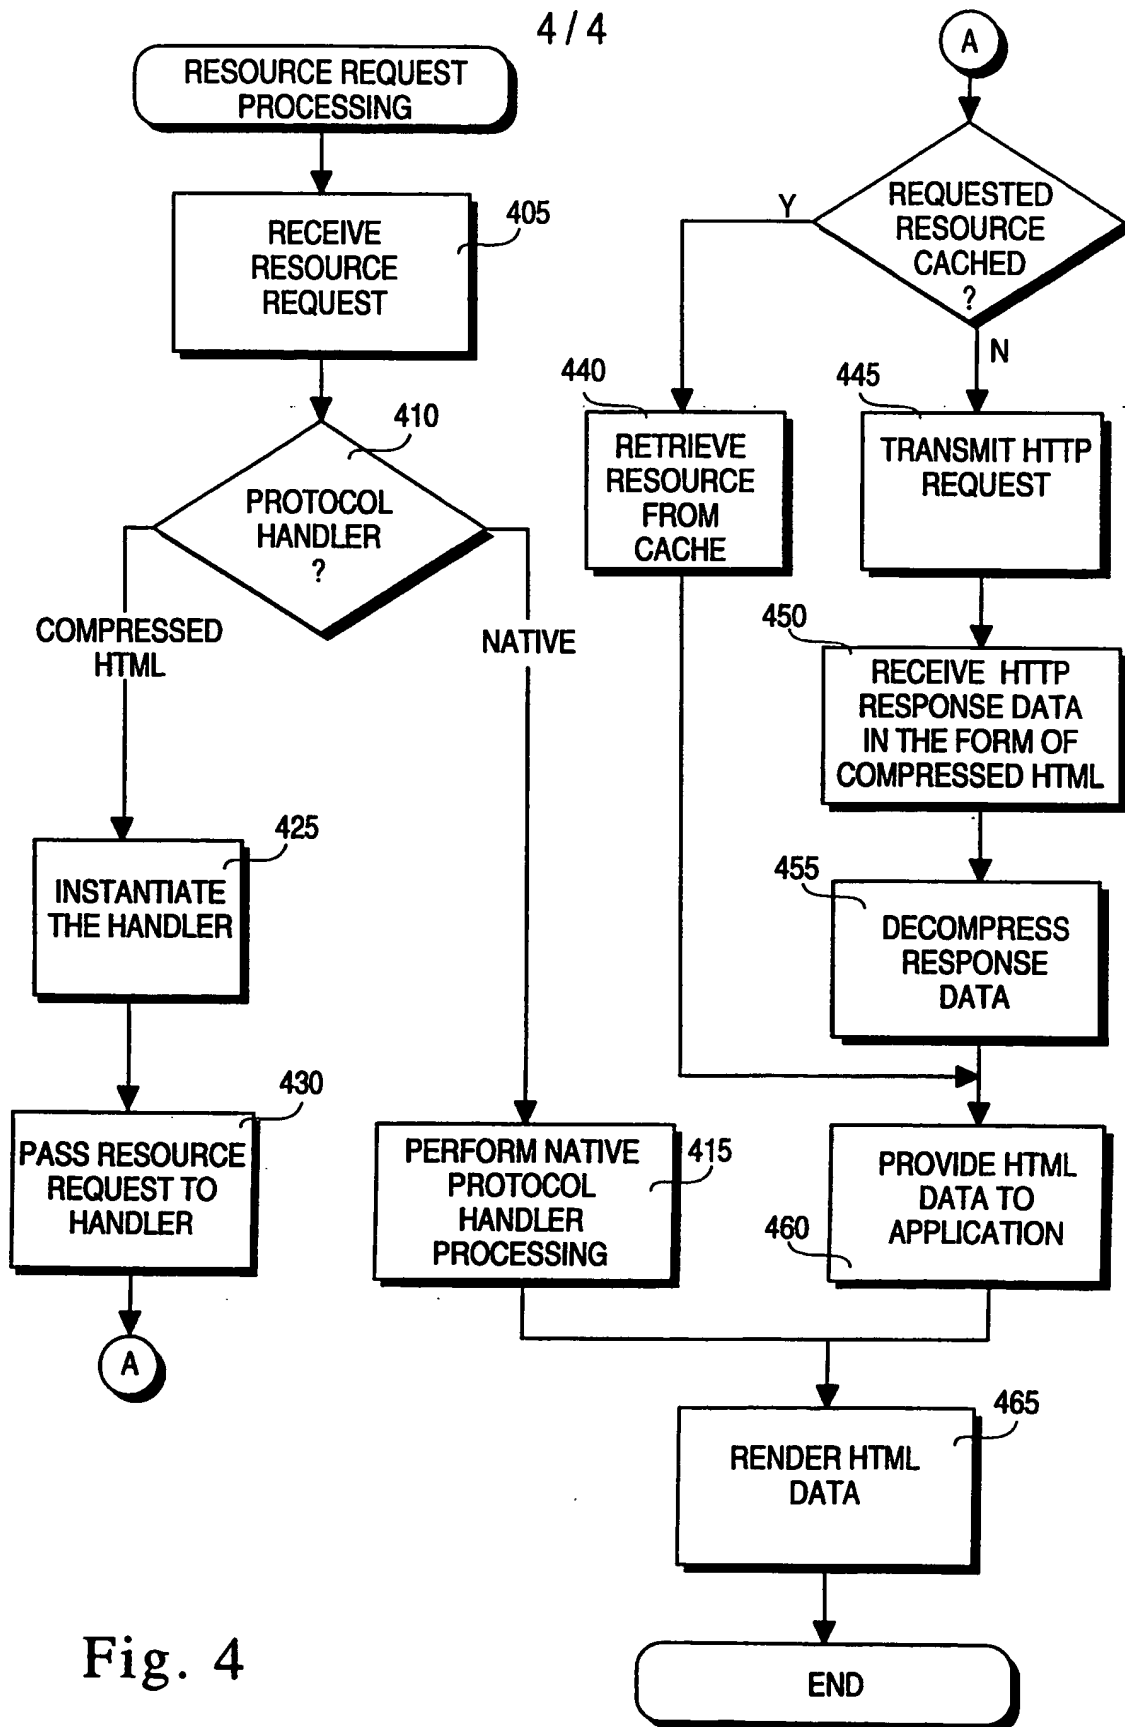 4 / 4
RESOURCE REQUEST
PROCESSING
405
RECEIVE
RESOURCE
REQUEST
410
PROTOCOL
HANDLER
?
COMPRESSED
HTML
NATIVE
425
INSTANTIATE
THE HANDLER
430
PASS RESOURCE
REQUEST TO
HANDLER
A
PERFORM NATIVE
PROTOCOL
HANDLER
PROCESSING
415
A
REQUESTED
RESOURCE
CACHED
?
Y
N
440
RETRIEVE
RESOURCE
FROM
CACHE
445
TRANSMIT HTTP
REQUEST
450
RECEIVE HTTP
RESPONSE DATA
IN THE FORM OF
COMPRESSED HTML
455
DECOMPRESS
RESPONSE
DATA
PROVIDE HTML
DATA TO
APPLICATION
460
465
RENDER HTML
DATA
END
Fig. 4